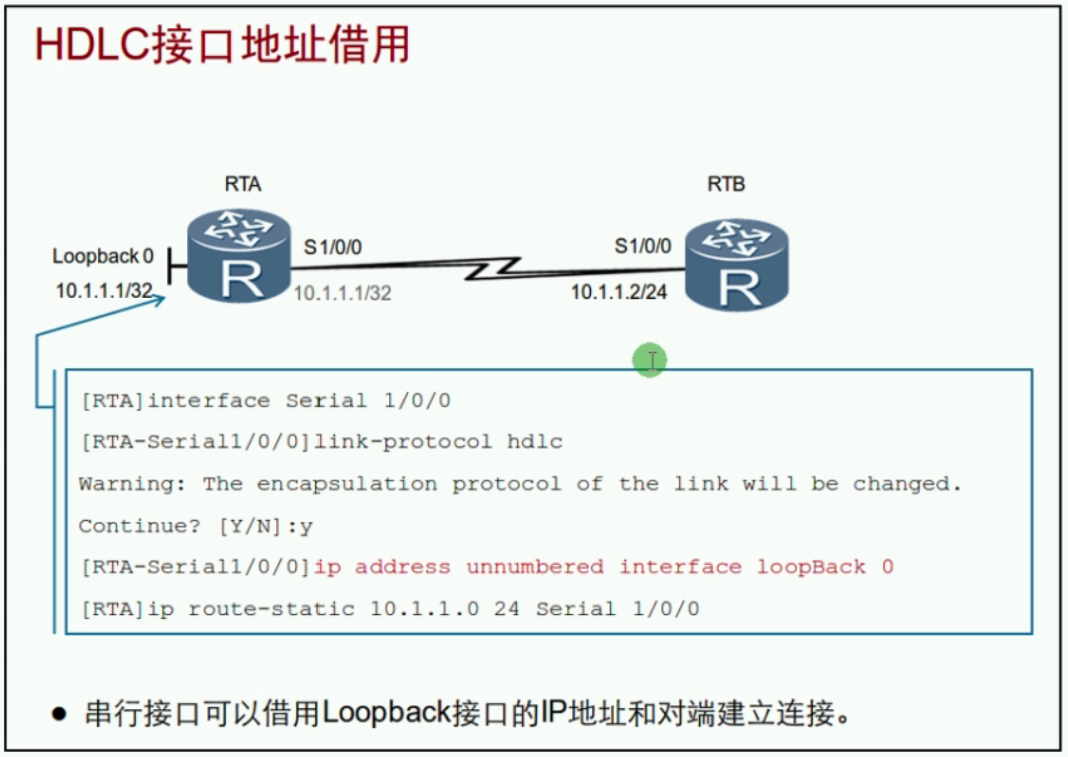 HDLC接口地址借用
RTA
RTB
Loopback 0
S1/0/0
S1/0/0
10.1.1.1/32
10.1.1.1/32
10.1.1.2/24
R
R
[RTA]interface Serial 1/0/0
[RTA-Serial1/0/0]link-protocol hdlc
Warning: The encapsulation protocol of the link will be changed.
Continue? [Y/N]:y
[RTA-Serial1/0/0]ip address unnumbered interface loopBack 0
[RTA]ip route-static 10.1.1.0 24 Serial 1/0/0
● 串行接口可以借用Loopback接口的IP地址和对端建立连接。